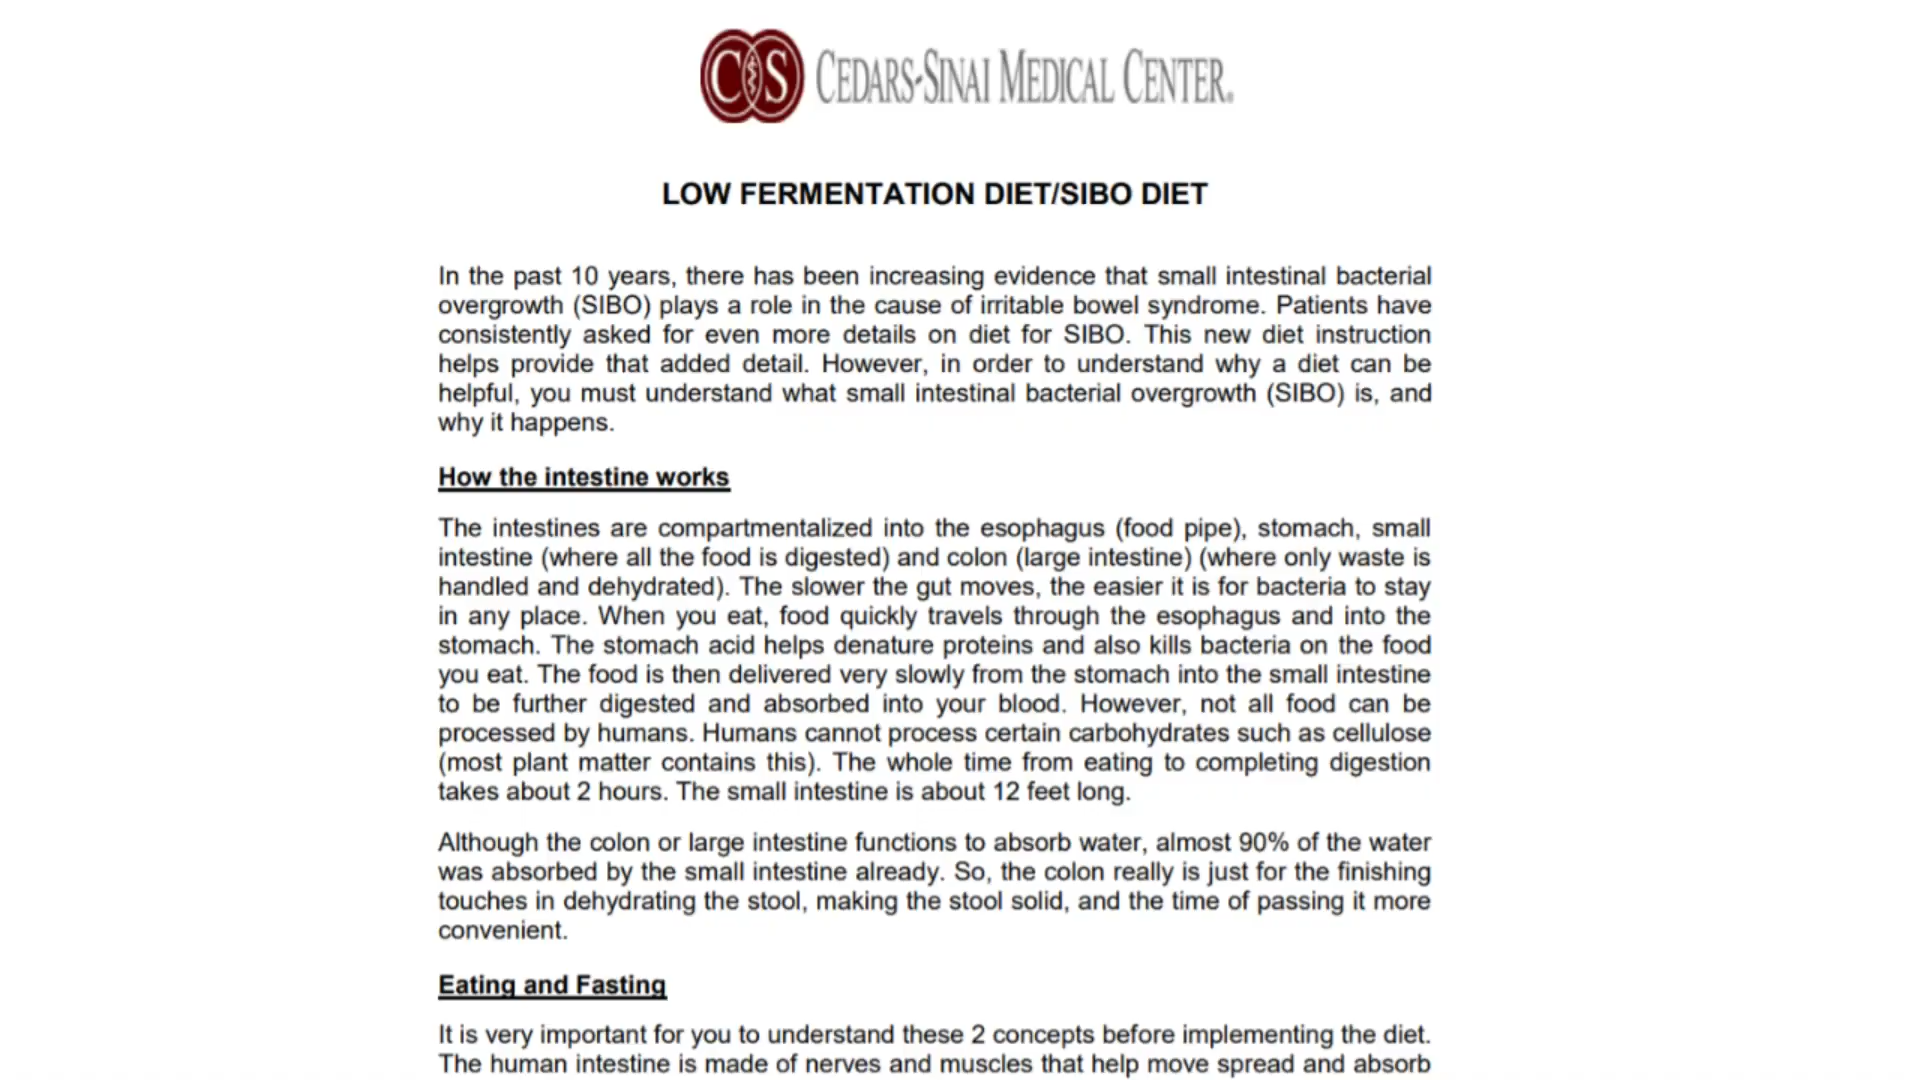 CS CEDARS-SINAI MEDICAL CENTER®
LOW FERMENTATION DIET/SIBO DIET
In the past 10 years, there has been increasing evidence that small intestinal bacterial
overgrowth (SIBO) plays a role in the cause of irritable bowel syndrome. Patients have
consistently asked for even more details on diet for SIBO. This new diet instruction
helps provide that added detail. However, in order to understand why a diet can be
helpful, you must understand what small intestinal bacterial overgrowth (SIBO) is, and
why it happens.
How the intestine works
The intestines are compartmentalized into the esophagus (food pipe), stomach, small
intestine (where all the food is digested) and colon (large intestine) (where only waste is
handled and dehydrated). The slower the gut moves, the easier it is for bacteria to stay
in any place. When you eat, food quickly travels through the esophagus and into the
stomach. The stomach acid helps denature proteins and also kills bacteria on the food
you eat. The food is then delivered very slowly from the stomach into the small intestine
to be further digested and absorbed into your blood. However, not all food can be
processed by humans. Humans cannot process certain carbohydrates such as cellulose
(most plant matter contains this). The whole time from eating to completing digestion
takes about 2 hours. The small intestine is about 12 feet long.
Although the colon or large intestine functions to absorb water, almost 90% of the water
was absorbed by the small intestine already. So, the colon really is just for the finishing
touches in dehydrating the stool, making the stool solid, and the time of passing it more
convenient.
Eating and Fasting
It is very important for you to understand these 2 concepts before implementing the diet.
The human intestine is made of nerves and muscles that help move spread and absorb